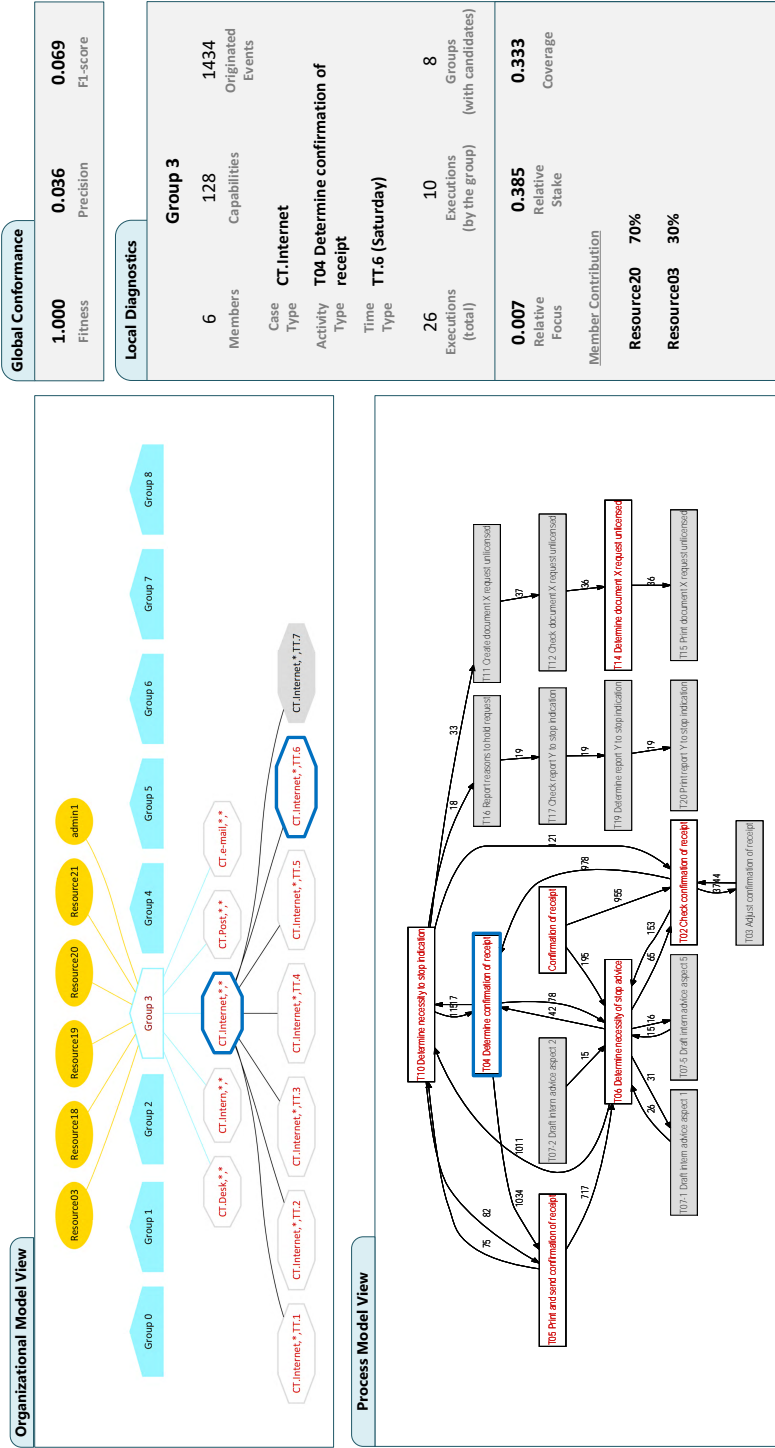 Organizational Model View
Resource03
Resource18
Resource19
Resource20
Resource21
admin1
Group 0
Group 1
Group 2
Group 3
Group 4
Group 5
Group 6
Group 7
Group 8
CT.Desk,*,*
CT.Intern,*,*
CT.Internet,*,*
CT.Post,*,*
CT.e-mail,*,*
CT.Internet,*,TT.1
CT.Internet,*,TT.2
CT.Internet,*,TT.3
CT.Internet,*,TT.4
CT.Internet,*,TT.5
CT.Internet,*,TT.6
CT.Internet,*,TT.7
Process Model View
T10 Determine necessity to stop indication
18
33
75
82
1011
121
T04 Determine confirmation of receipt
T16 Report reasons to hold request
T11 Create document X request unlicensed
1034
42
78
978
19
37
T05 Print and send confirmation of receipt
T07-2 Draft intern advice aspect 2
Confirmation of receipt
T17 Check report Y to stop indication
T12 Check document X request unlicensed
717
15
195
955
19
36
T06 Determine necessity of stop advice
T19 Determine report Y to stop indication
T14 Determine document X request unlicensed
26
31
15
16
65
153
19
36
T07-1 Draft intern advice aspect 1
T07-5 Draft intern advice aspect 5
T02 Check confirmation of receipt
T20 Print report Y to stop indication
T15 Print document X request unlicensed
T03 Adjust confirmation of receipt
Global Conformance
1.000
0.036
0.069
Fitness
Precision
F1-score
Local Diagnostics
Group 3
6
128
1434
Members
Capabilities
Originated
Events
Case
Type
CT.Internet
Activity
Type
T04 Determine confirmation of
receipt
Time
Type
TT.6 (Saturday)
26
10
8
Executions
(total)
Executions
(by the group)
Groups
(with candidates)
0.007
0.385
0.333
Relative
Focus
Relative
Stake
Coverage
Member Contribution
Resource20 70%
Resource03 30%